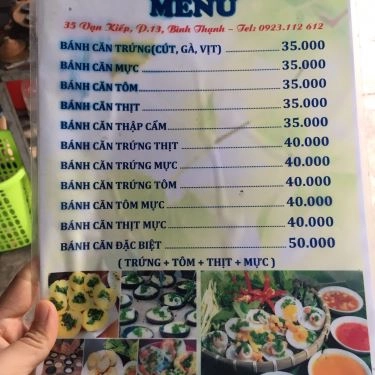 MENU
35 Vạn Kiếp, P.13, Bình Thạnh – Tel: 0923.112 612
BÁNH CĂN TRỨNG(CÚT, GÀ, VỊT) 35.000
BÁNH CĂN MỰC 35.000
BÁNH CĂN TÔM 35.000
BÁNH CĂN THỊT 35.000
BÁNH CĂN THẬP CẨM 35.000
BÁNH CĂN TRỨNG THỊT 40.000
BÁNH CĂN TRỨNG MỰC 40.000
BÁNH CĂN TRỨNG TÔM 40.000
BÁNH CĂN TÔM MỰC 40.000
BÁNH CĂN THỊT MỰC 40.000
BÁNH CĂN ĐẶC BIỆT 50.000
( TRỨNG + TÔM + THỊT + MỰC )